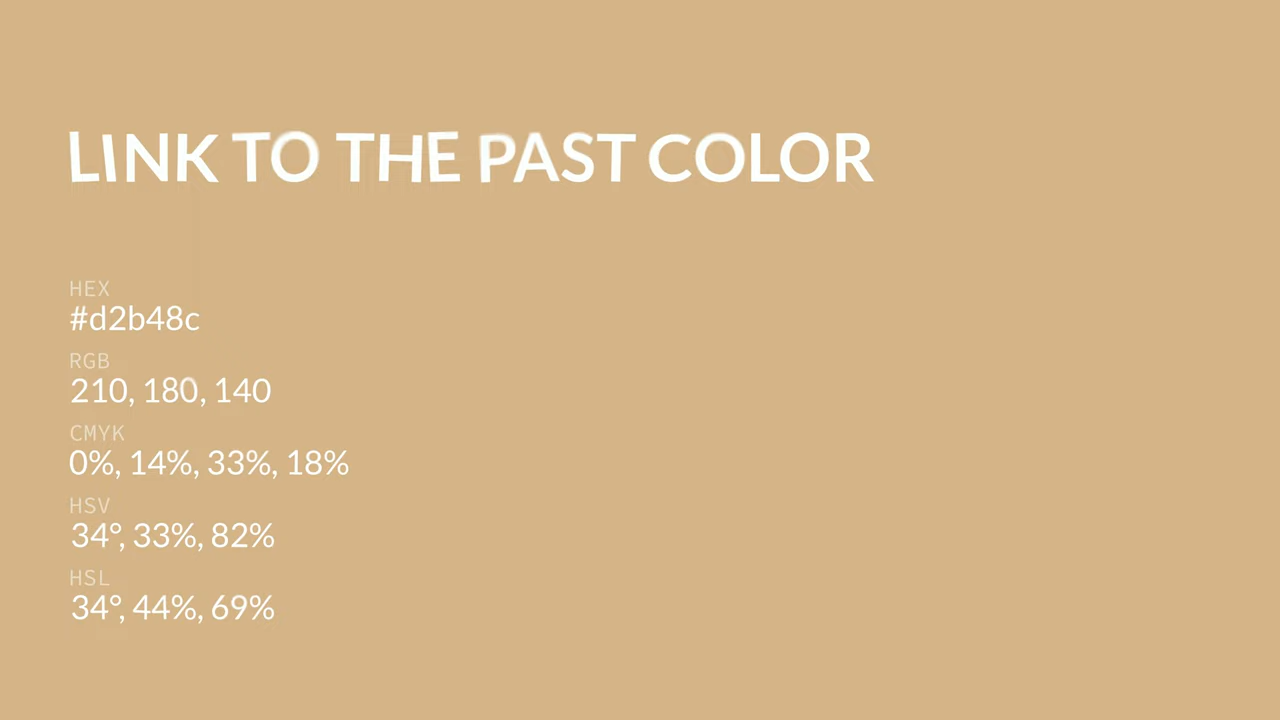 LINK TO THE PAST COLOR
HEX
#d2b48c
RGB
210, 180, 140
CMYK
0%, 14%, 33%, 18%
HSV
34°, 33%, 82%
HSL
34°, 44%, 69%